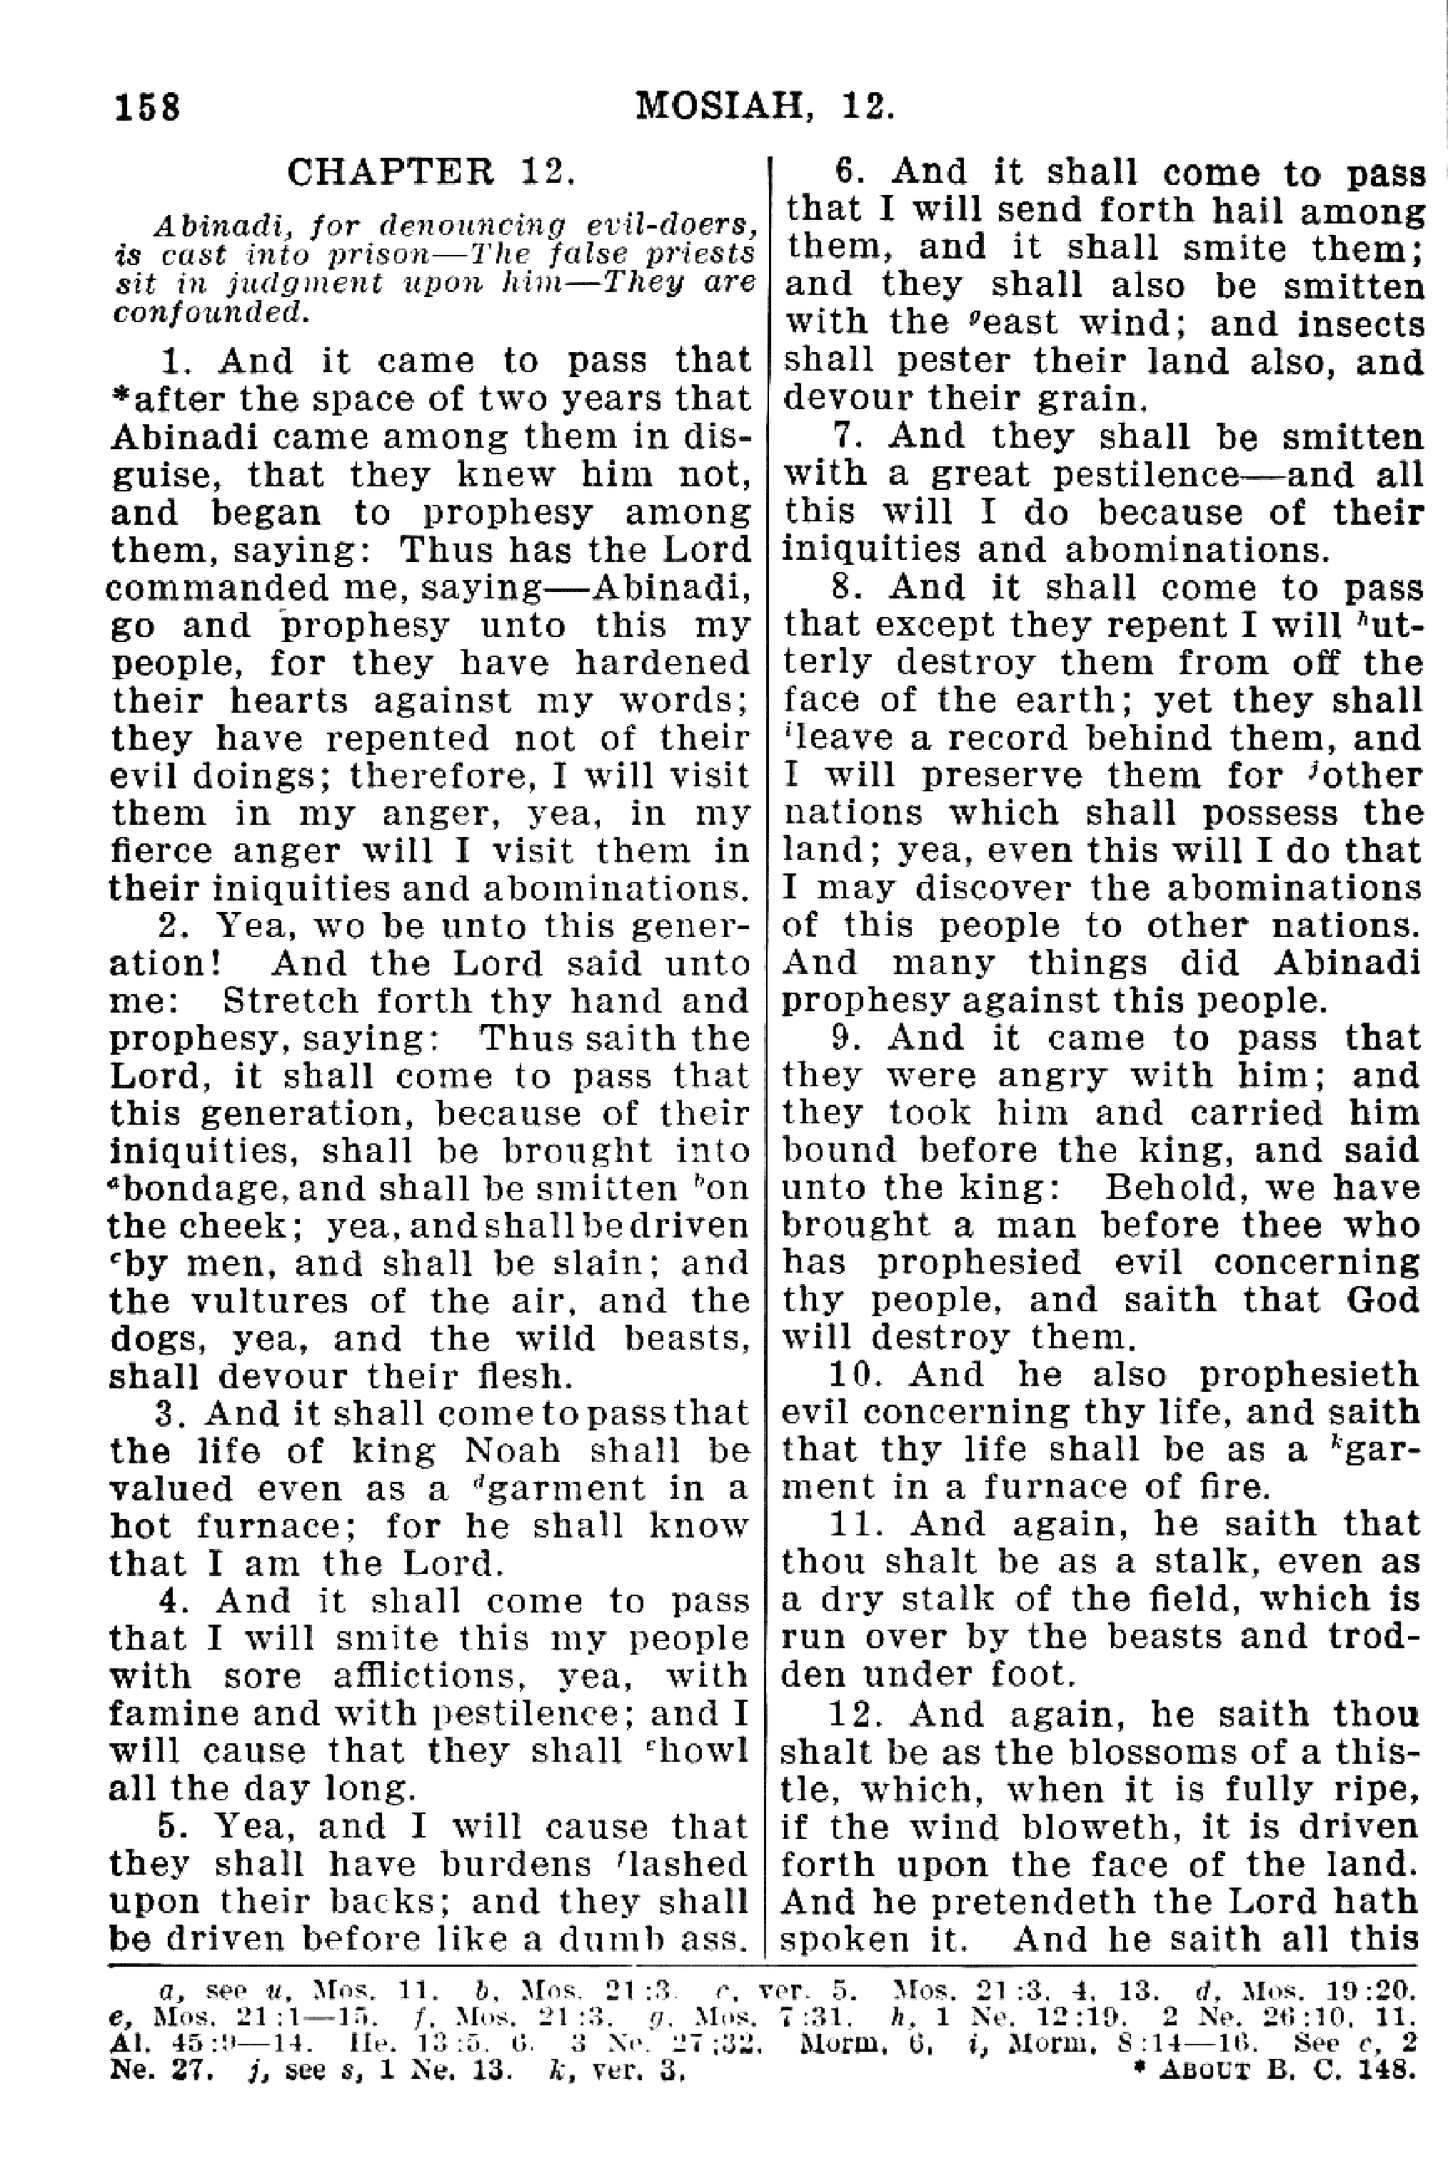 158
MOSIAH, 12.
CHAPTER 12.
Abinadi, for denouncing evil-doers,
is cast into prison—The false priests
sit in judgment upon him—They are
confounded.
1. And it came to pass that
*after the space of two years that
Abinadi came among them in dis-
guise, that they knew him not,
and began to prophesy among
them, saying: Thus has the Lord
commanded me, saying—Abinadi,
go and prophesy unto this my
people, for they have hardened
their hearts against my words;
they have repented not of their
evil doings; therefore, I will visit
them in my anger, yea, in my
fierce anger will I visit them in
their iniquities and abominations.
2. Yea, wo be unto this gener-
ation! And the Lord said unto
me: Stretch forth thy hand and
prophesy, saying: Thus saith the
Lord, it shall come to pass that
this generation, because of their
iniquities, shall be brought into
ᵃbondage, and shall be smitten ᵇon
the cheek; yea, and shall be driven
ᶜby men, and shall be slain; and
the vultures of the air, and the
dogs, yea, and the wild beasts,
shall devour their flesh.
3. And it shall come to pass that
the life of king Noah shall be
valued even as a ᵈgarment in a
hot furnace; for he shall know
that I am the Lord.
4. And it shall come to pass
that I will smite this my people
with sore afflictions, yea, with
famine and with pestilence; and I
will cause that they shall ᵉhowl
all the day long.
5. Yea, and I will cause that
they shall have burdens ᶠlashed
upon their backs; and they shall
be driven before like a dumb ass.
6. And it shall come to pass
that I will send forth hail among
them, and it shall smite them;
and they shall also be smitten
with the ᵍeast wind; and insects
shall pester their land also, and
devour their grain.
7. And they shall be smitten
with a great pestilence—and all
this will I do because of their
iniquities and abominations.
8. And it shall come to pass
that except they repent I will ʰut-
terly destroy them from off the
face of the earth; yet they shall
ⁱleave a record behind them, and
I will preserve them for ʲother
nations which shall possess the
land; yea, even this will I do that
I may discover the abominations
of this people to other nations.
And many things did Abinadi
prophesy against this people.
9. And it came to pass that
they were angry with him; and
they took him and carried him
bound before the king, and said
unto the king: Behold, we have
brought a man before thee who
has prophesied evil concerning
thy people, and saith that God
will destroy them.
10. And he also prophesieth
evil concerning thy life, and saith
that thy life shall be as a ᵏgar-
ment in a furnace of fire.
11. And again, he saith that
thou shalt be as a stalk, even as
a dry stalk of the field, which is
run over by the beasts and trod-
den under foot.
12. And again, he saith thou
shalt be as the blossoms of a this-
tle, which, when it is fully ripe,
if the wind bloweth, it is driven
forth upon the face of the land.
And he pretendeth the Lord hath
spoken it. And he saith all this
a, see u, Mos. 11. b, Mos. 21:3. c, ver. 5. Mos. 21:3, 4, 13. d, Mos. 19:20.
e, Mos. 21:1—15. f, Mos. 21:3. g, Mos. 7:31. h, 1 Ne. 12:19. 2 Ne. 26:10, 11.
Al. 45:9—14. He. 13:5, 6. 3 Ne. 27:32. Morm. 6. i, Morm. 8:14—16. See c, 2
Ne. 27. j, see s, 1 Ne. 13. k, ver. 3. * ABOUT B. C. 148.